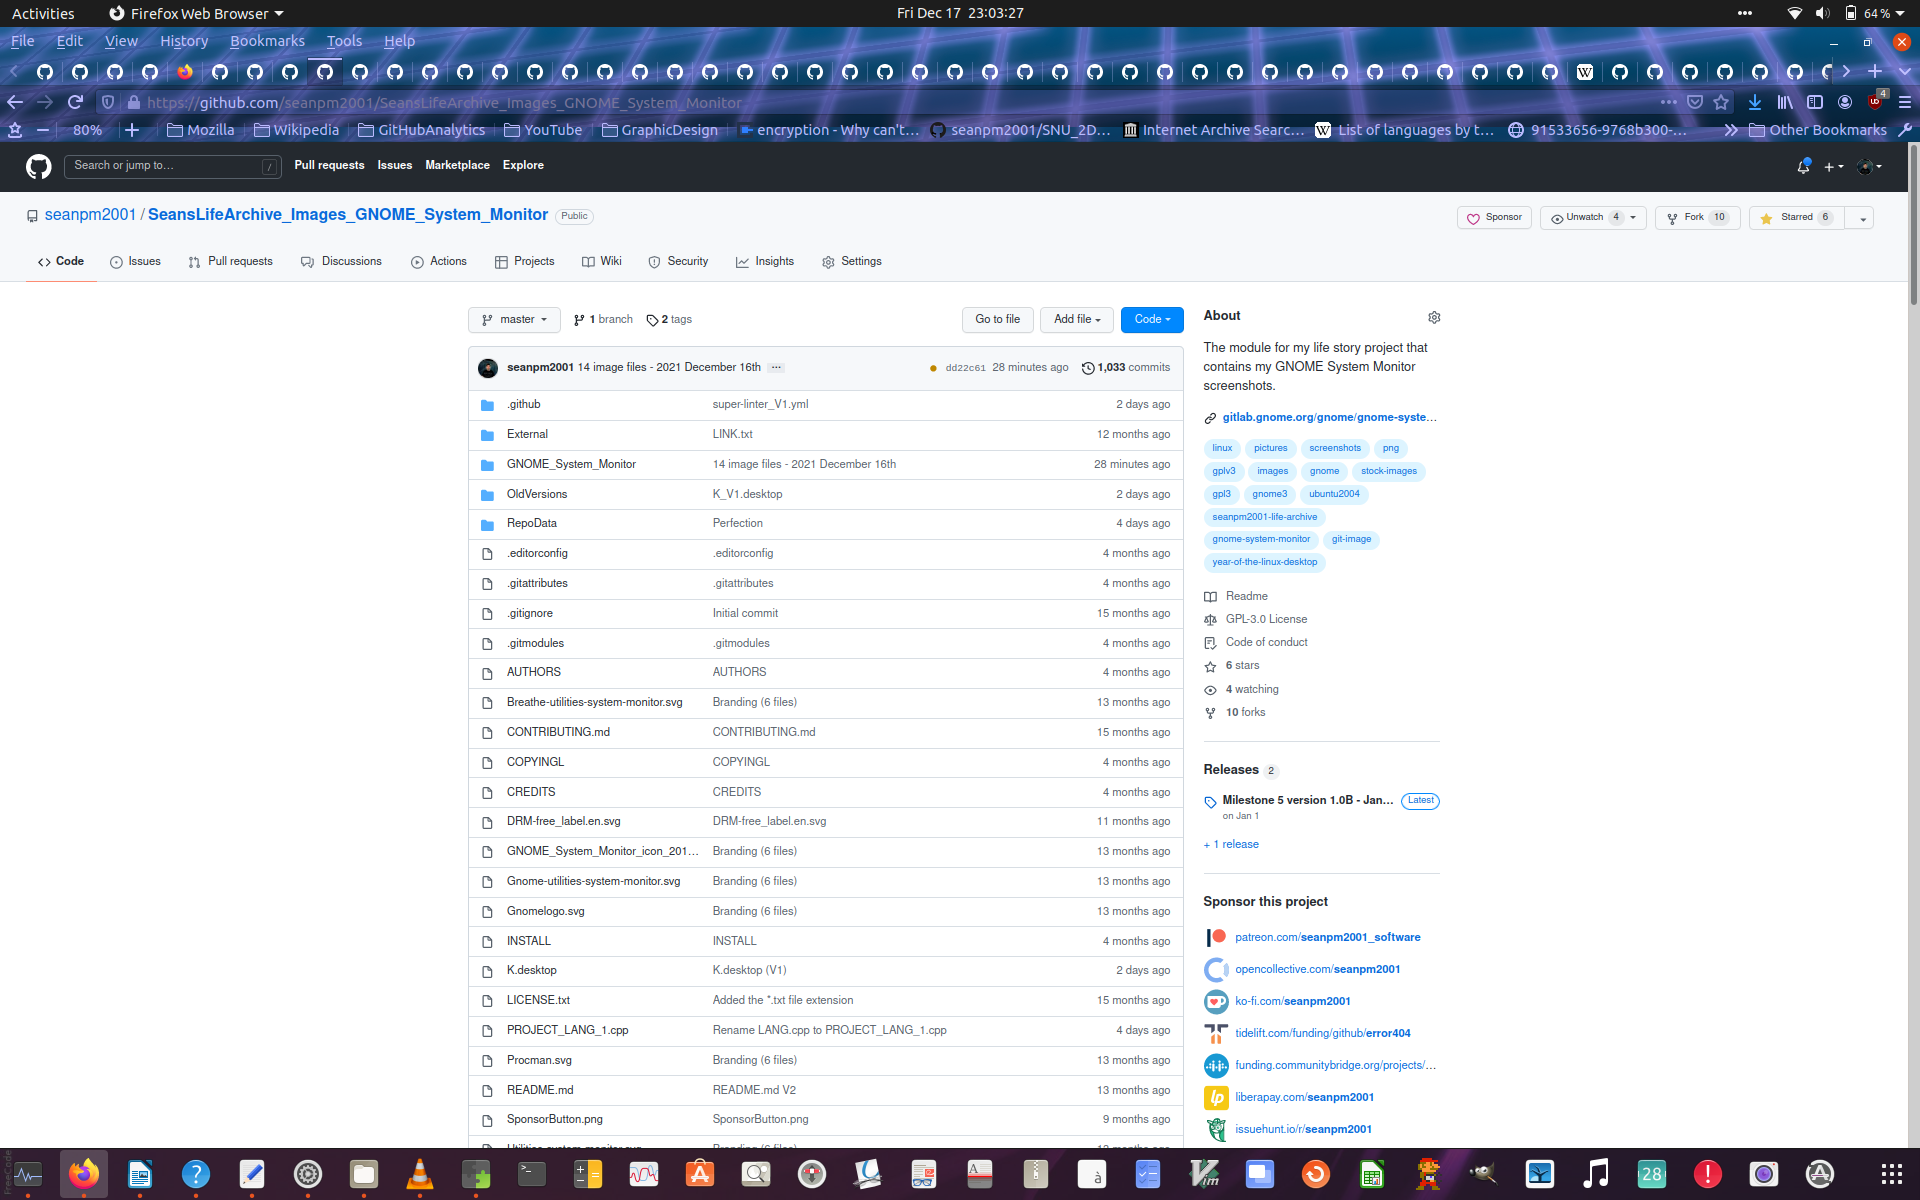 Activities Firefox Web Browser Fri Dec 17 23:03:27 64 %
File Edit View History Bookmarks Tools Help
https://github.com/seanpm2001/SeansLifeArchive_Images_GNOME_System_Monitor 4
80% Mozilla Wikipedia GitHubAnalytics YouTube GraphicDesign encryption - Why can't... seanpm2001/SNU_2D... Internet Archive Searc... List of languages by t... 91533656-9768b300-... Other Bookmarks
Search or jump to... / Pull requests Issues Marketplace Explore
seanpm2001 / SeansLifeArchive_Images_GNOME_System_Monitor Public
Sponsor Unwatch 4 Fork 10 Starred 6
Code Issues Pull requests Discussions Actions Projects Wiki Security Insights Settings
master 1 branch 2 tags Go to file Add file Code
seanpm2001 14 image files - 2021 December 16th ... dd22c61 28 minutes ago 1,033 commits
.github super-linter_V1.yml 2 days ago
External LINK.txt 12 months ago
GNOME_System_Monitor 14 image files - 2021 December 16th 28 minutes ago
OldVersions K_V1.desktop 2 days ago
RepoData Perfection 4 days ago
.editorconfig .editorconfig 4 months ago
.gitattributes .gitattributes 4 months ago
.gitignore Initial commit 15 months ago
.gitmodules .gitmodules 4 months ago
AUTHORS AUTHORS 4 months ago
Breathe-utilities-system-monitor.svg Branding (6 files) 13 months ago
CONTRIBUTING.md CONTRIBUTING.md 15 months ago
COPYINGL COPYINGL 4 months ago
CREDITS CREDITS 4 months ago
DRM-free_label.en.svg DRM-free_label.en.svg 11 months ago
GNOME_System_Monitor_icon_201... Branding (6 files) 13 months ago
Gnome-utilities-system-monitor.svg Branding (6 files) 13 months ago
Gnomelogo.svg Branding (6 files) 13 months ago
INSTALL INSTALL 4 months ago
K.desktop K.desktop (V1) 2 days ago
LICENSE.txt Added the *.txt file extension 15 months ago
PROJECT_LANG_1.cpp Rename LANG.cpp to PROJECT_LANG_1.cpp 4 days ago
Procman.svg Branding (6 files) 13 months ago
README.md README.md V2 13 months ago
SponsorButton.png SponsorButton.png 9 months ago
About
The module for my life story project that
contains my GNOME System Monitor
screenshots.
gitlab.gnome.org/gnome/gnome-syste...
linux pictures screenshots png
gplv3 images gnome stock-images
gpl3 gnome3 ubuntu2004
seanpm2001-life-archive
gnome-system-monitor git-image
year-of-the-linux-desktop
Readme
GPL-3.0 License
Code of conduct
6 stars
4 watching
10 forks
Releases 2
Milestone 5 version 1.0B - Jan... Latest
on Jan 1
+ 1 release
Sponsor this project
patreon.com/seanpm2001_software
opencollective.com/seanpm2001
ko-fi.com/seanpm2001
tidelift.com/funding/github/error404
funding.communitybridge.org/projects/...
lp liberapay.com/seanpm2001
issuehunt.io/r/seanpm2001
28